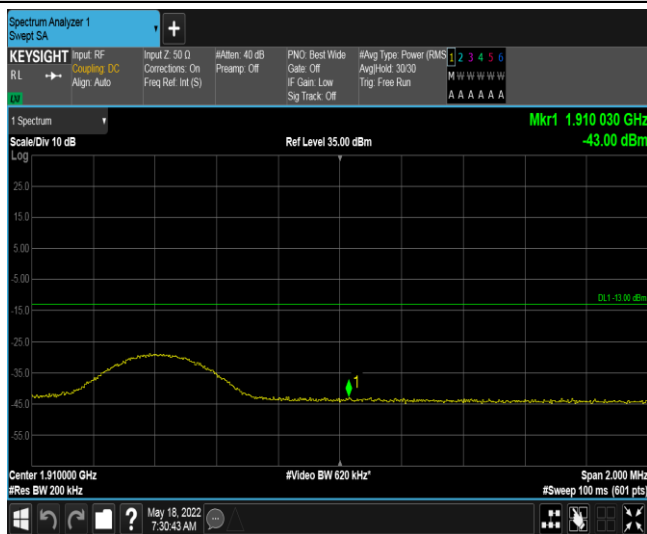 Spectrum Analyzer 1
Swept SA
+
KEYSIGHT
RL
Input: RF
Coupling: DC
Align: Auto
Input Z: 50 Ω
Corrections: On
Freq Ref: Int (S)
#Atten: 40 dB
Preamp: Off
PNO: Best Wide
Gate: Off
IF Gain: Low
Sig Track: Off
#Avg Type: Power (RMS
Avg|Hold: 30/30
Trig: Free Run
1 2 3 4 5 6
M W W W W W
A A A A A A
1 Spectrum
Scale/Div 10 dB
Ref Level 35.00 dBm
Mkr1 1.910 030 GHz
-43.00 dBm
Log
25.0
15.0
5.00
-5.00
DL1 -13.00 dBm
-15.0
-25.0
-35.0
1
-45.0
-55.0
Center 1.910000 GHz
#Video BW 620 kHz*
Span 2.000 MHz
#Res BW 200 kHz
#Sweep 100 ms (601 pts)
?
May 18, 2022
7:30:43 AM